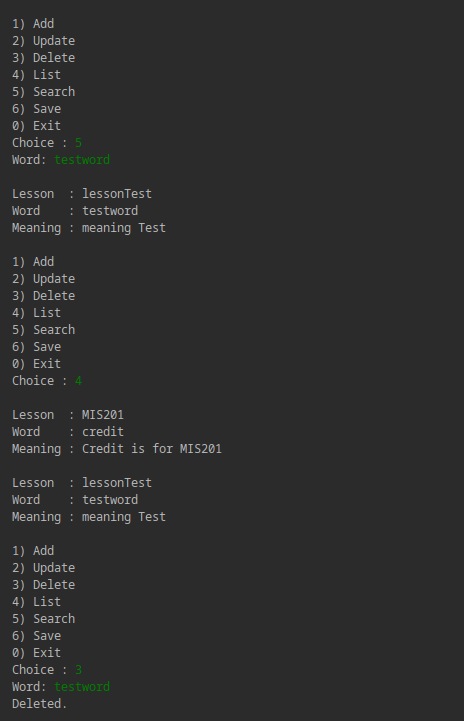 1) Add
2) Update
3) Delete
4) List
5) Search
6) Save
0) Exit
Choice : 5
Word: testword
Lesson  : lessonTest
Word    : testword
Meaning : meaning Test
1) Add
2) Update
3) Delete
4) List
5) Search
6) Save
0) Exit
Choice : 4
Lesson  : MIS201
Word    : credit
Meaning : Credit is for MIS201
Lesson  : lessonTest
Word    : testword
Meaning : meaning Test
1) Add
2) Update
3) Delete
4) List
5) Search
6) Save
0) Exit
Choice : 3
Word: testword
Deleted.